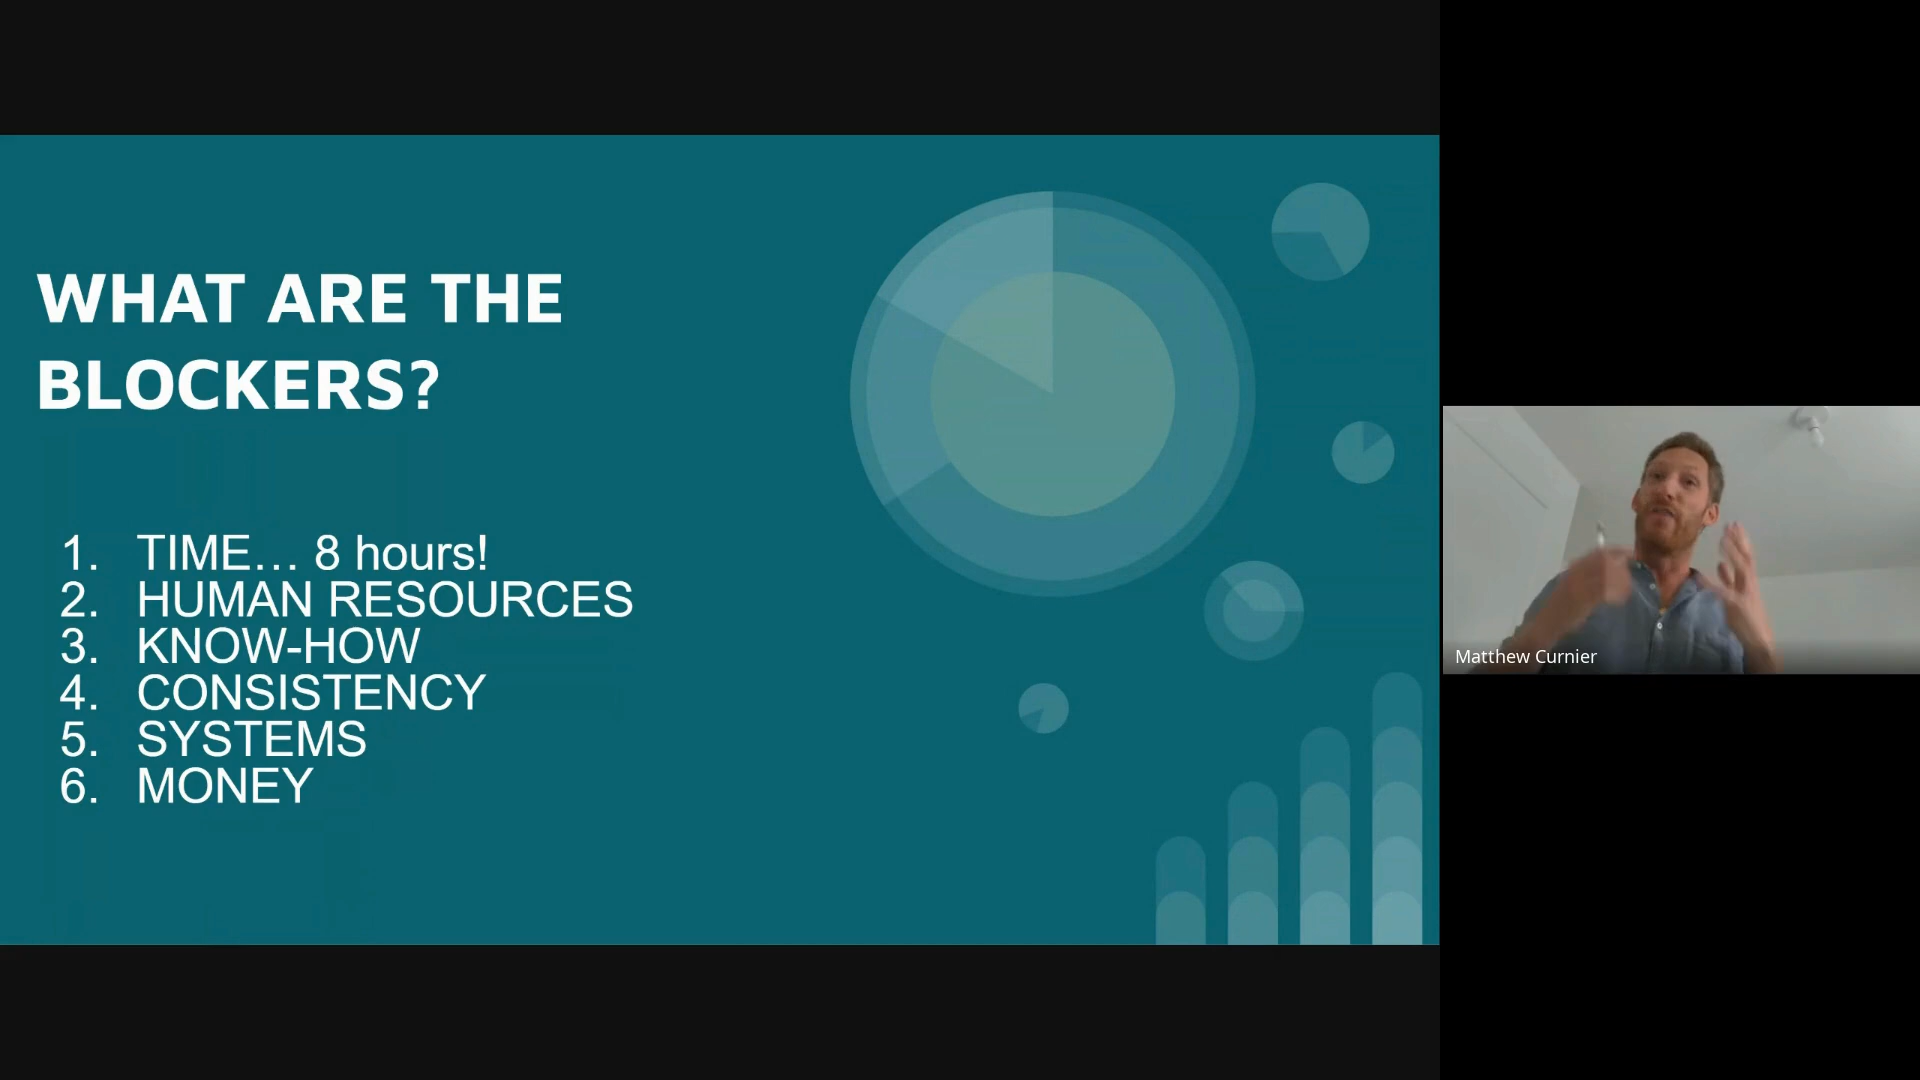 WHAT ARE THE
BLOCKERS?
1. TIME… 8 hours!
2. HUMAN RESOURCES
3. KNOW-HOW
4. CONSISTENCY
5. SYSTEMS
6. MONEY
Matthew Curnier